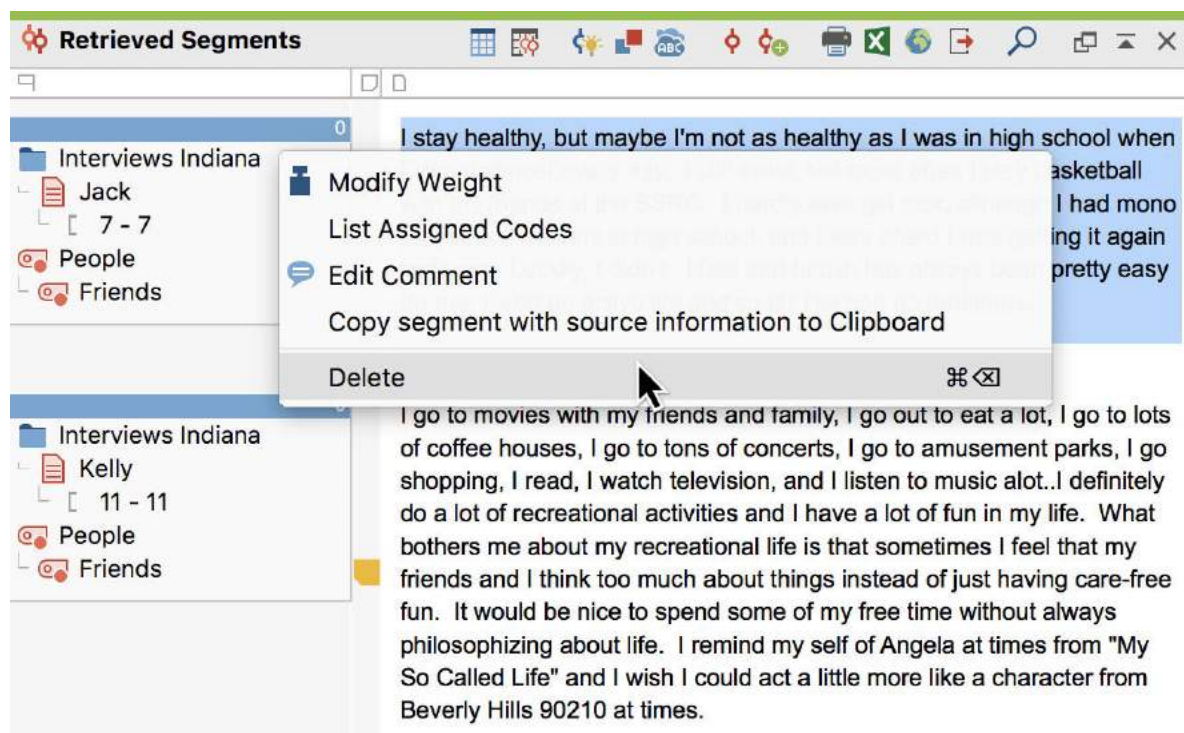 Retrieved Segments
ABC
0
Interviews Indiana
Jack
7 - 7
People
Friends
I stay healthy, but maybe I'm not as healthy as I was in high school when
basketball
I had mono
ing it again
pretty easy
Modify Weight
List Assigned Codes
Edit Comment
Copy segment with source information to Clipboard
Delete ⌘⌫
Interviews Indiana
Kelly
11 - 11
People
Friends
I go to movies with my friends and family, I go out to eat a lot, I go to lots
of coffee houses, I go to tons of concerts, I go to amusement parks, I go
shopping, I read, I watch television, and I listen to music alot..I definitely
do a lot of recreational activities and I have a lot of fun in my life. What
bothers me about my recreational life is that sometimes I feel that my
friends and I think too much about things instead of just having care-free
fun. It would be nice to spend some of my free time without always
philosophizing about life. I remind my self of Angela at times from "My
So Called Life" and I wish I could act a little more like a character from
Beverly Hills 90210 at times.